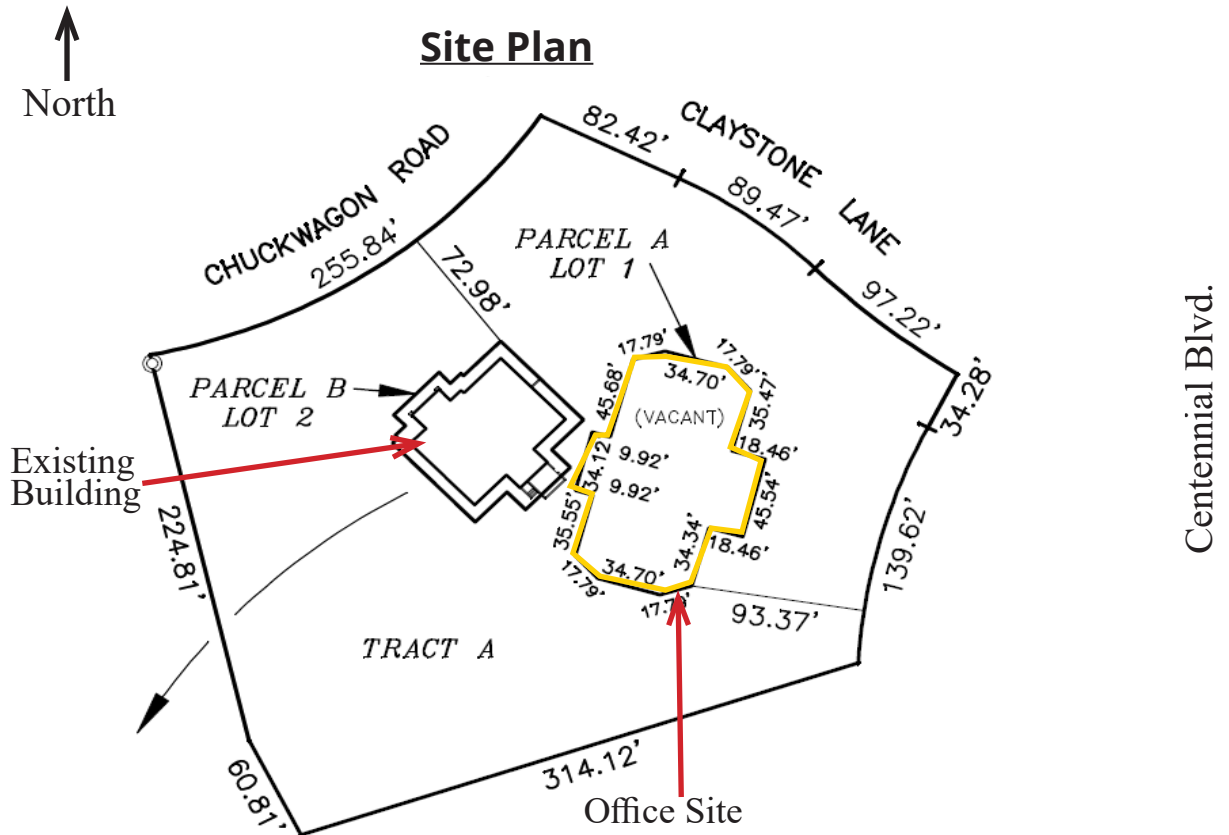 Site Plan
North
CHUCKWAGON ROAD
255.84'
82.42'
CLAYSTONE LANE
89.47'
97.22'
34.28'
Centennial Blvd.
72.98'
PARCEL A
LOT 1
PARCEL B
LOT 2
17.79'
34.70'
17.79'
45.68'
35.47
(VACANT)
18.46'
34.12
9.92'
9.92'
45.54'
35.55'
34.34'
18.46'
17.79'
34.70'
17.79'
93.37'
139.62'
Existing
Building
224.81'
TRACT A
60.81'
314.12'
Office Site